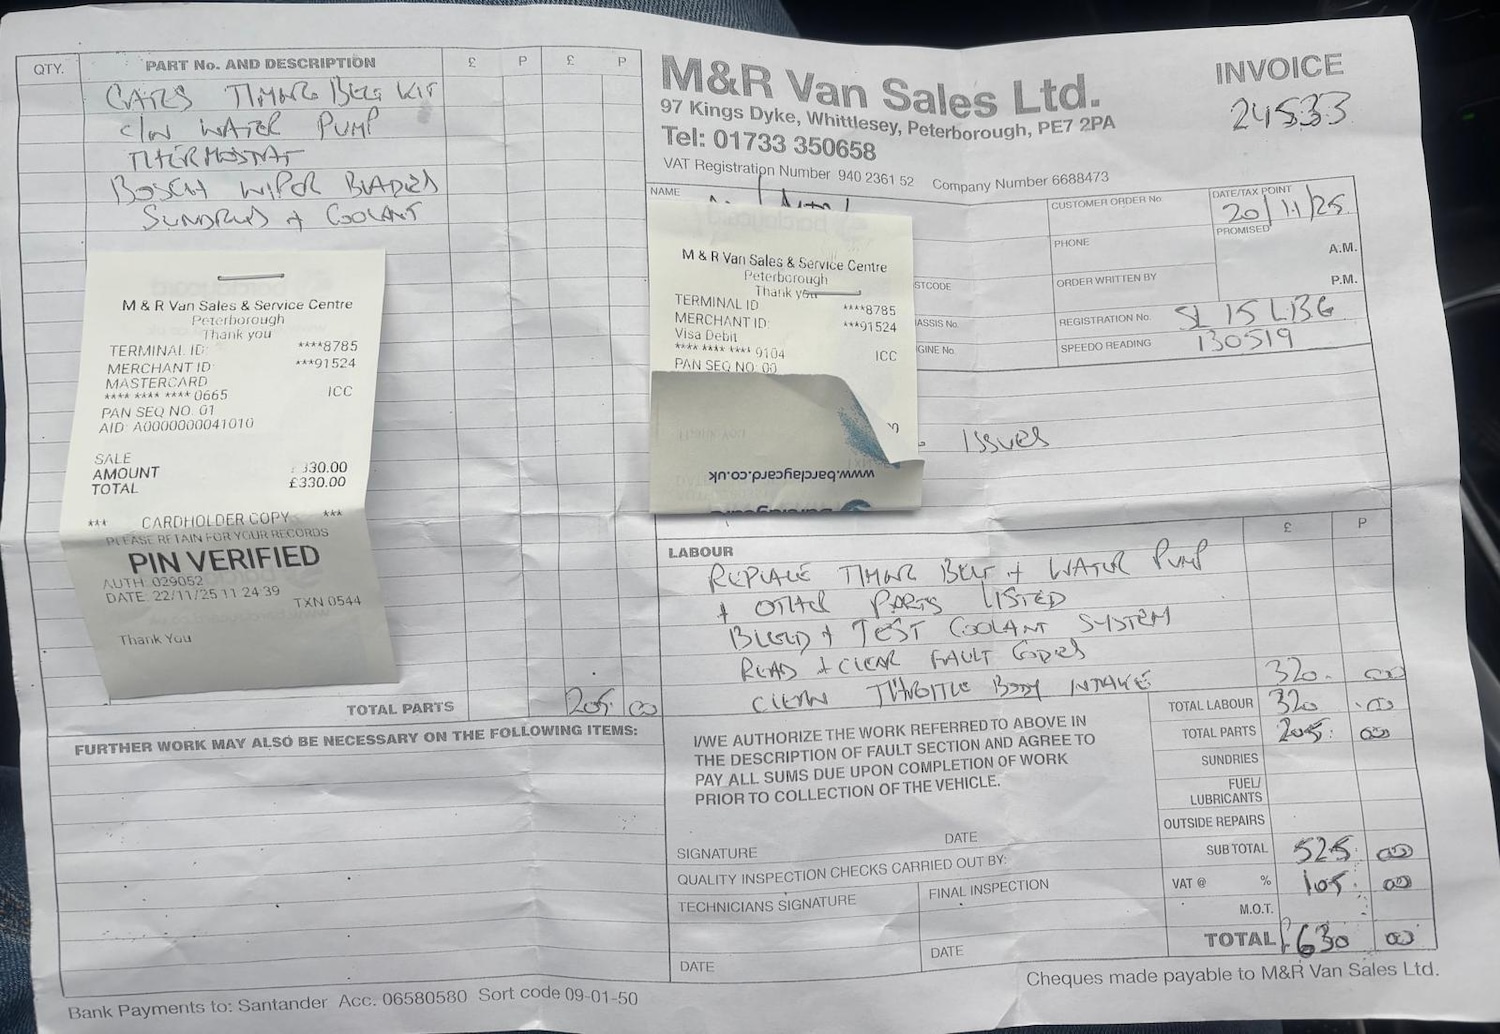 QTY. PART No. AND DESCRIPTION £ P £ P
GATES TIMING BELT KIT
C/W WATER PUMP
THERMOSTAT
BOSCH WIPER BLADES
SUNDRIES + COOLANT
M & R Van Sales & Service Centre
Peterborough
Thank you
TERMINAL ID: ****8785
MERCHANT ID: ***91524
MASTERCARD
**** **** **** 0665 ICC
PAN SEQ NO. 01
AID: A0000000041010
SALE
AMOUNT £330.00
TOTAL £330.00
*** CARDHOLDER COPY ***
PLEASE RETAIN FOR YOUR RECORDS
PIN VERIFIED
AUTH: 029052
DATE: 22/11/25 11:24:39
TXN 0544
Thank You
TOTAL PARTS 205. 00
FURTHER WORK MAY ALSO BE NECESSARY ON THE FOLLOWING ITEMS:
Bank Payments to: Santander Acc. 06580580 Sort code 09-01-50
M&R Van Sales Ltd.
97 Kings Dyke, Whittlesey, Peterborough, PE7 2PA
Tel: 01733 350658
VAT Registration Number 940 2361 52 Company Number 6688473
INVOICE
24533
NAME
CUSTOMER ORDER No.
DATE/TAX POINT
20/11/25
PHONE
PROMISED
A.M.
ORDER WRITTEN BY
P.M.
REGISTRATION No. SL 15 LBG
SPEEDO READING 130519
M & R Van Sales & Service Centre
Peterborough
Thank you
TERMINAL ID: ****8785
MERCHANT ID: ***91524
Visa Debit
**** **** **** 9104 ICC
PAN SEQ NO: 00
www.barclaycard.co.uk
ISSUES
LABOUR £ P
REPLACE TIMING BELT + WATER PUMP
+ OTHER PARTS LISTED
BLEED + TEST COOLANT SYSTEM
READ + CLEAR FAULT CODES
CLEAN THROTTLE BODY INTAKE 320. 00
TOTAL LABOUR 320 .00
TOTAL PARTS 205. 00
SUNDRIES
FUEL/
LUBRICANTS
OUTSIDE REPAIRS
SUB TOTAL 525 00
VAT @ % 105. 00
M.O.T.
TOTAL £630 00
I/WE AUTHORIZE THE WORK REFERRED TO ABOVE IN
THE DESCRIPTION OF FAULT SECTION AND AGREE TO
PAY ALL SUMS DUE UPON COMPLETION OF WORK
PRIOR TO COLLECTION OF THE VEHICLE.
SIGNATURE DATE
QUALITY INSPECTION CHECKS CARRIED OUT BY:
TECHNICIANS SIGNATURE FINAL INSPECTION
DATE DATE
Cheques made payable to M&R Van Sales Ltd.